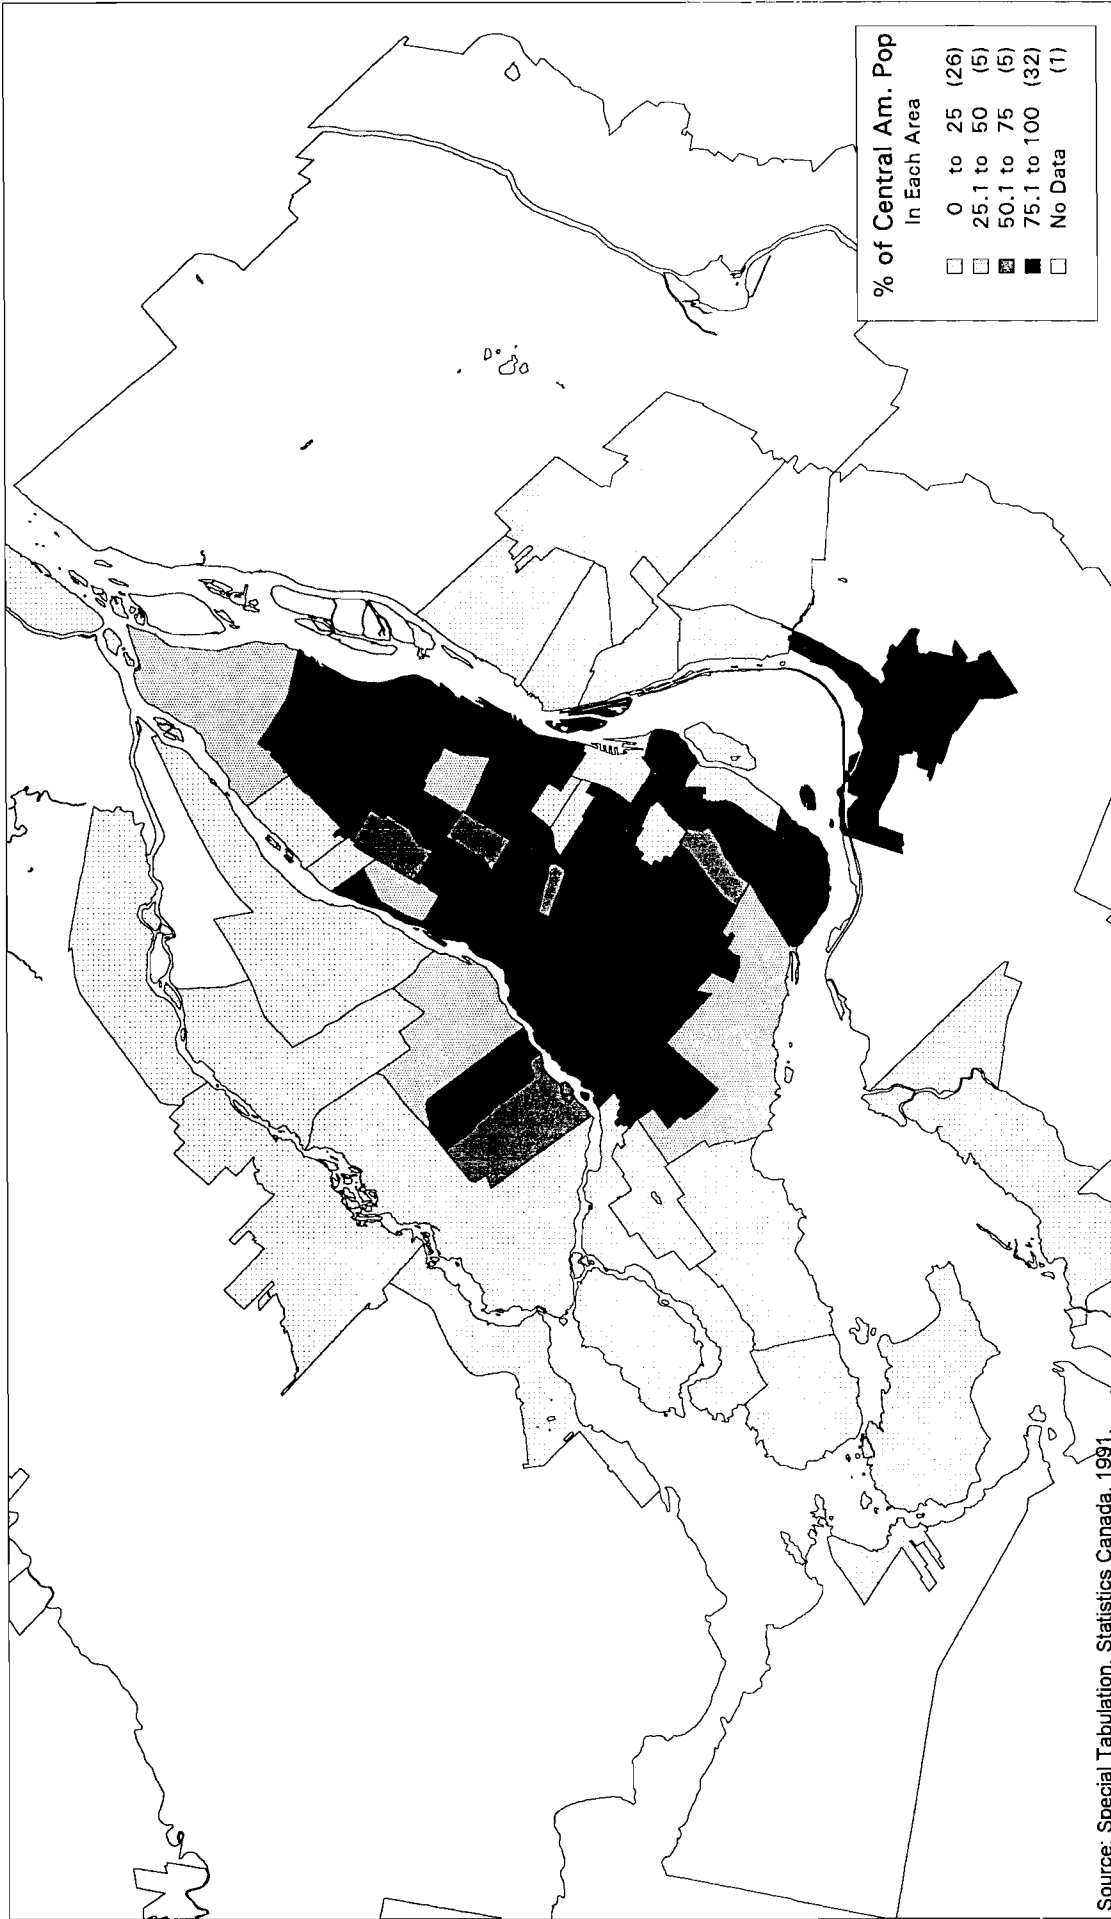 % of Central Am. Pop
In Each Area
0 to 25 (26)
25.1 to 50 (5)
50.1 to 75 (5)
75.1 to 100 (32)
No Data (1)
Source: Special Tabulation, Statistics Canada, 1991.